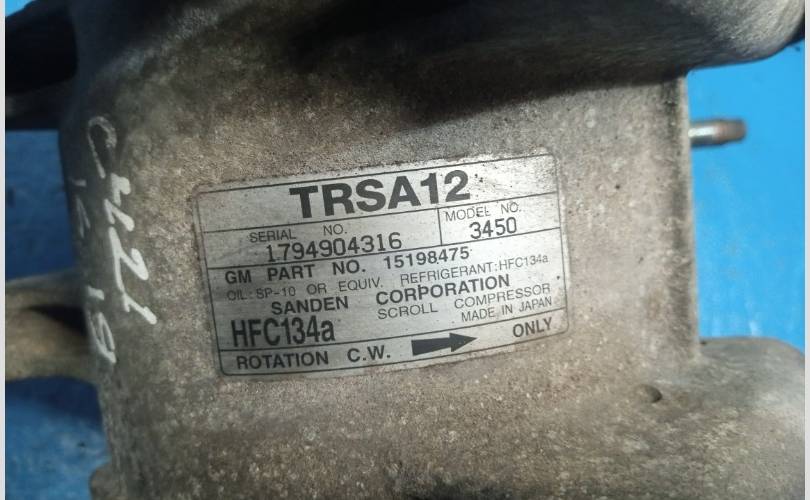 TRSA12
SERIAL NO.
1794904316
MODEL NO.
3450
GM PART NO. 15198475
OIL: SP-10 OR EQUIV. REFRIGERANT: HFC134a
SANDEN CORPORATION
HFC134a
SCROLL COMPRESSOR
MADE IN JAPAN
ROTATION C.W. ONLY